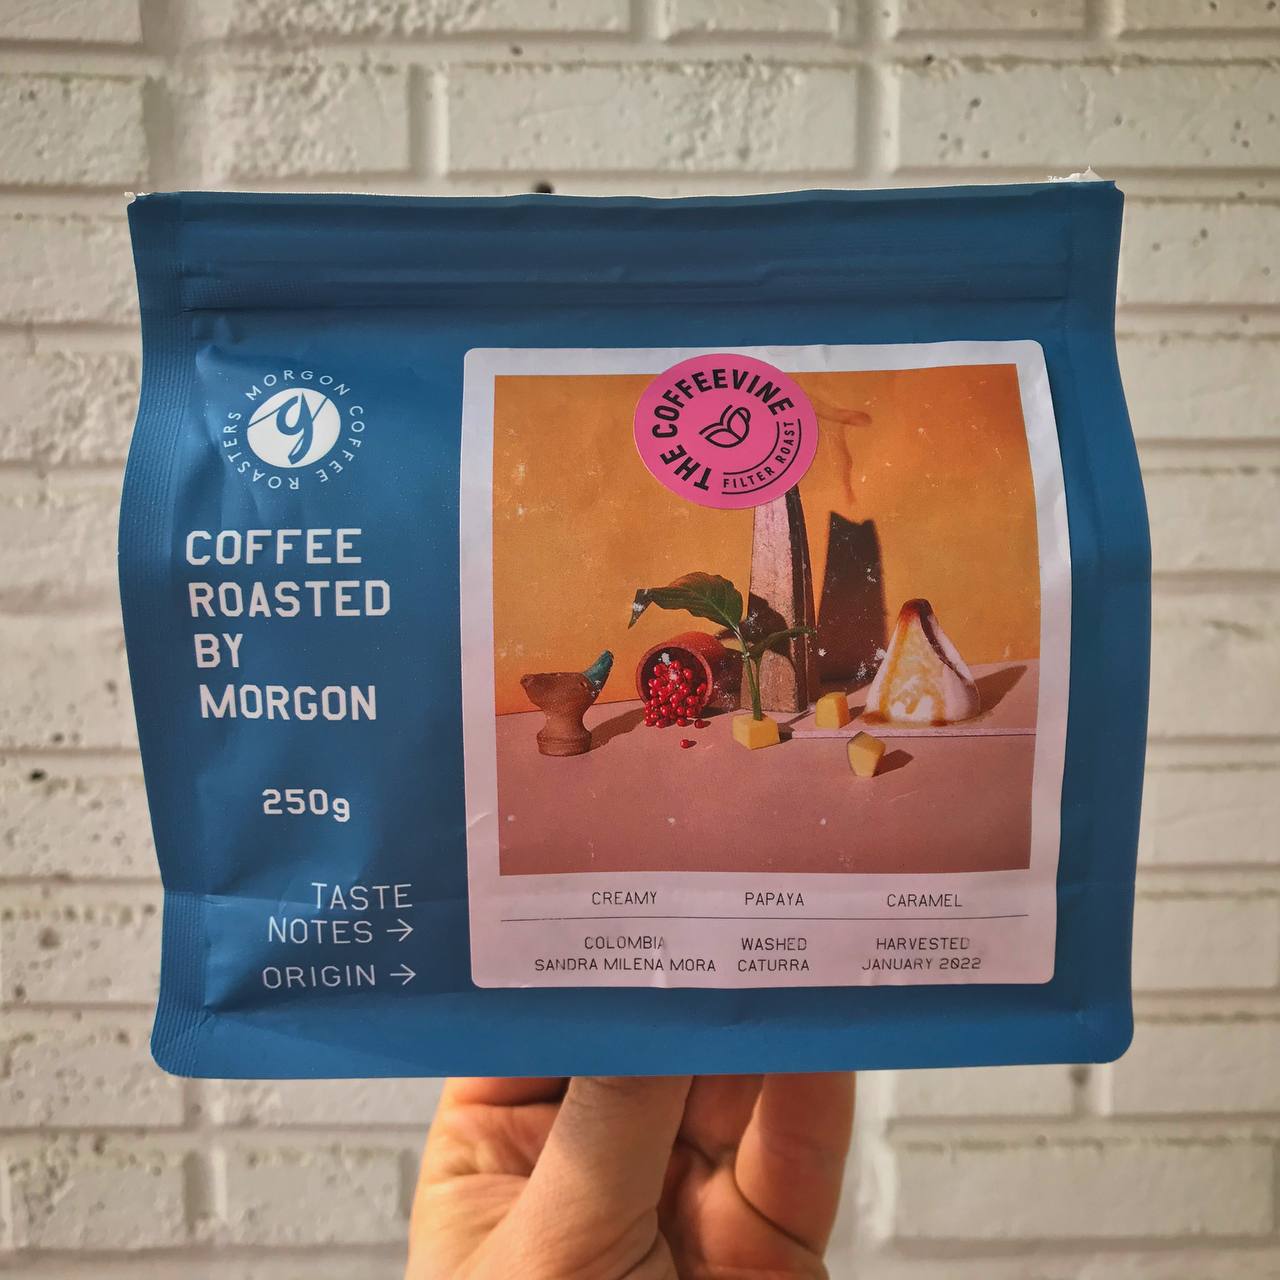 MORGON COFFEE ROASTERS
COFFEE
ROASTED
BY
MORGON
250g
TASTE
NOTES →
ORIGIN →
THE COFFEEVINE
FILTER ROAST
CREAMY PAPAYA CARAMEL
COLOMBIA WASHED HARVESTED
SANDRA MILENA MORA CATURRA JANUARY 2022